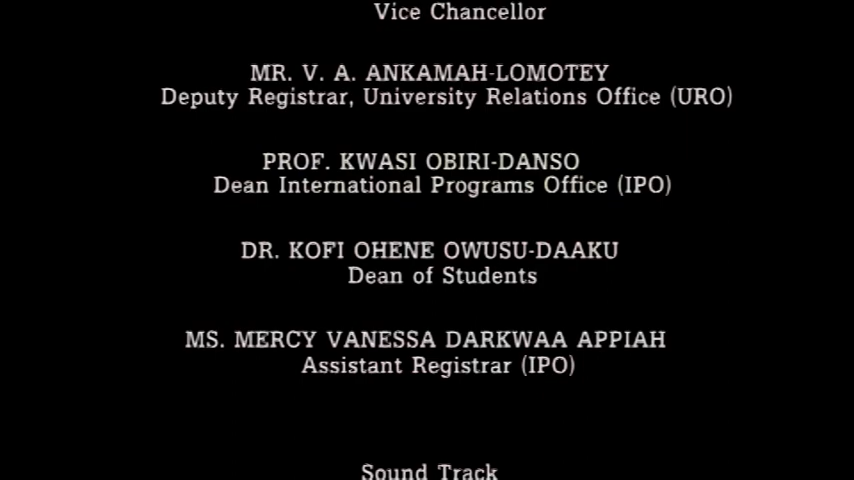 Vice Chancellor
MR. V. A. ANKAMAH-LOMOTEY
Deputy Registrar, University Relations Office (URO)
PROF. KWASI OBIRI-DANSO
Dean International Programs Office (IPO)
DR. KOFI OHENE OWUSU-DAAKU
Dean of Students
MS. MERCY VANESSA DARKWAA APPIAH
Assistant Registrar (IPO)
Sound Track